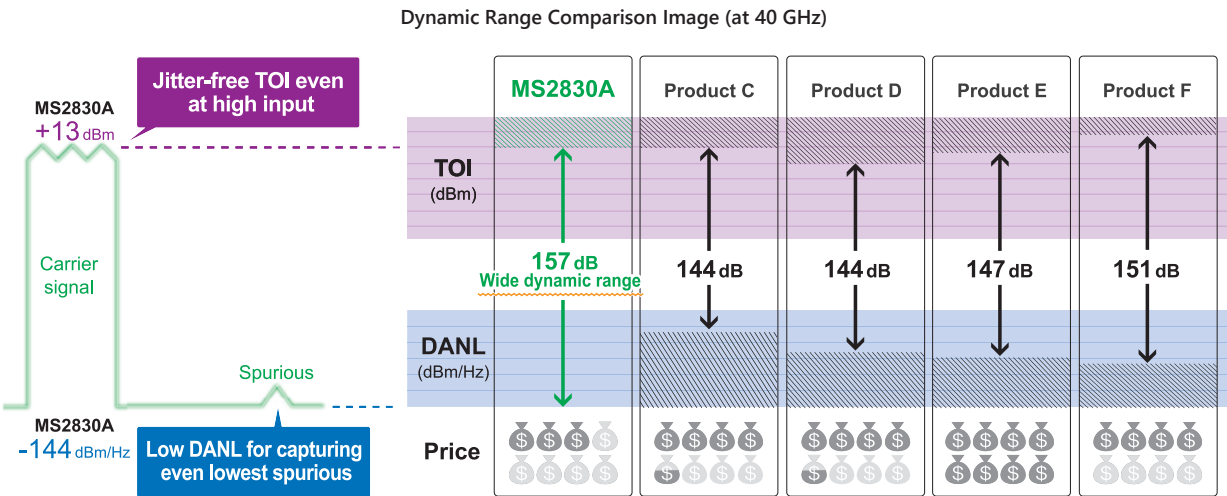 Dynamic Range Comparison Image (at 40 GHz)
Jitter-free TOI even
at high input
MS2830A
+13 dBm
Carrier
signal
Spurious
MS2830A
-144 dBm/Hz
Low DANL for capturing
even lowest spurious
MS2830A
Product C
Product D
Product E
Product F
TOI
(dBm)
157 dB
Wide dynamic range
144 dB
144 dB
147 dB
151 dB
DANL
(dBm/Hz)
Price
$ $ $ $
$ $ $ $
$ $ $ $
$ $ $ $
$ $ $ $
$ $ $ $
$ $ $ $
$ $ $ $
$ $ $ $
$ $ $ $